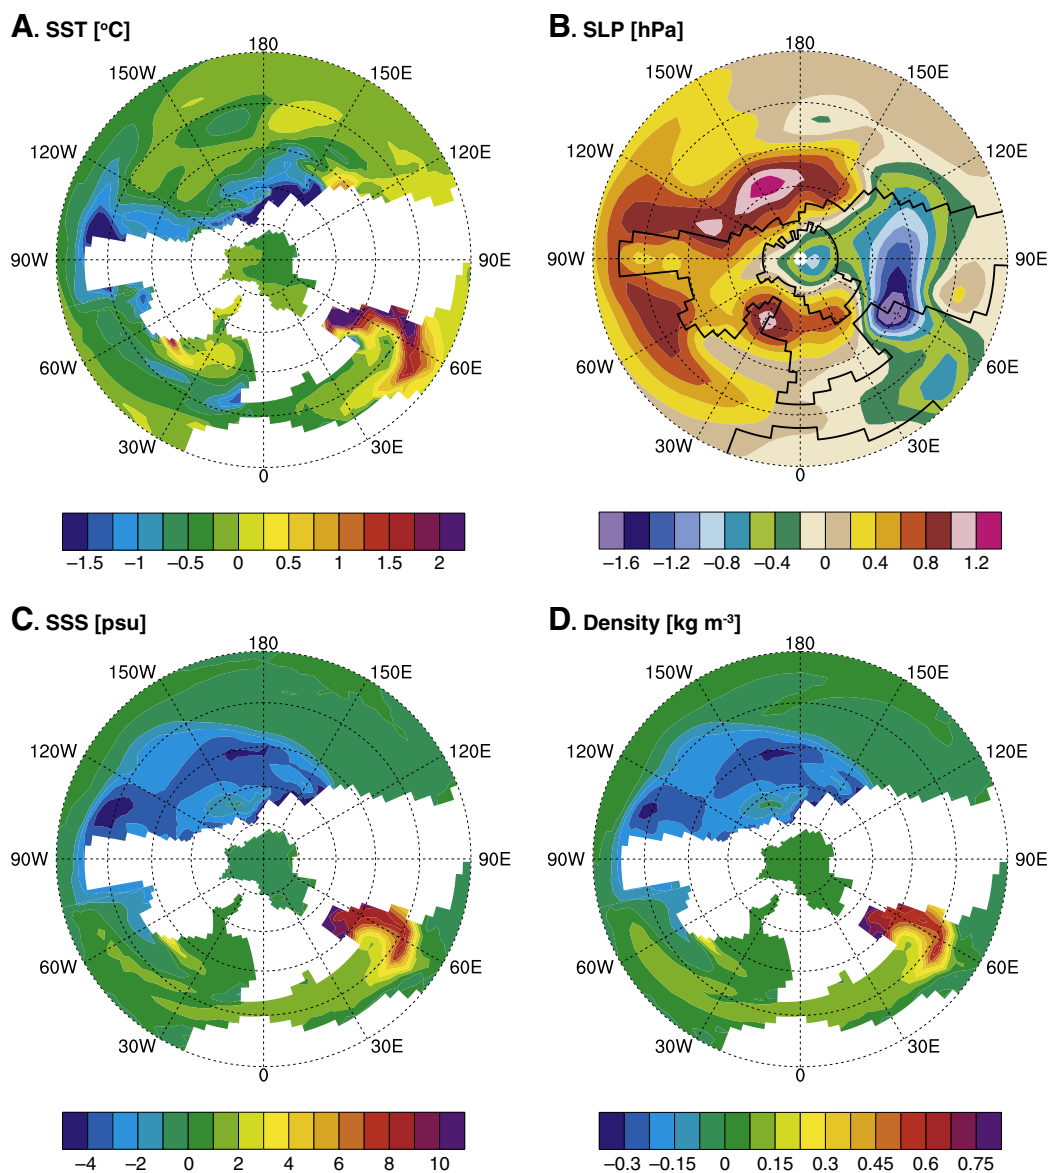 A. SST [°C]
B. SLP [hPa]
180
150W
150E
120W
120E
90W
90E
60W
60E
30W
30E
0
180
150W
150E
120W
120E
90W
90E
60W
60E
30W
30E
0
−1.5 −1 −0.5 0 0.5 1 1.5 2
−1.6 −1.2 −0.8 −0.4 0 0.4 0.8 1.2
C. SSS [psu]
D. Density [kg m-3]
180
150W
150E
120W
120E
90W
90E
60W
60E
30W
30E
0
180
150W
150E
120W
120E
90W
90E
60W
60E
30W
30E
0
−4 −2 0 2 4 6 8 10
−0.3 −0.15 0 0.15 0.3 0.45 0.6 0.75